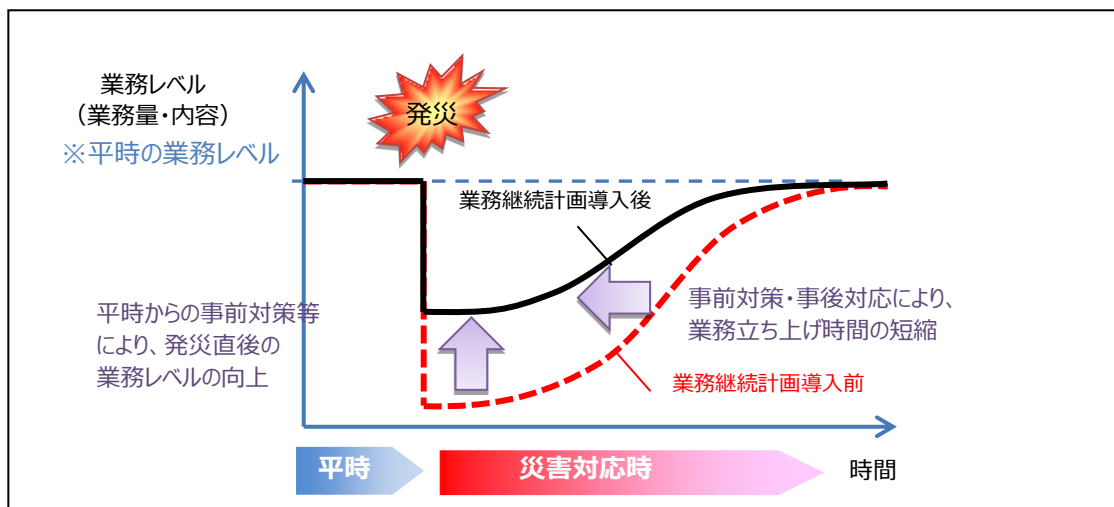 業務レベル
（業務量・内容）
※平時の業務レベル
発災
業務継続計画導入後
平時からの事前対策等
により、発災直後の
業務レベルの向上
事前対策・事後対応により、
業務立ち上げ時間の短縮
業務継続計画導入前
平時
災害対応時
時間